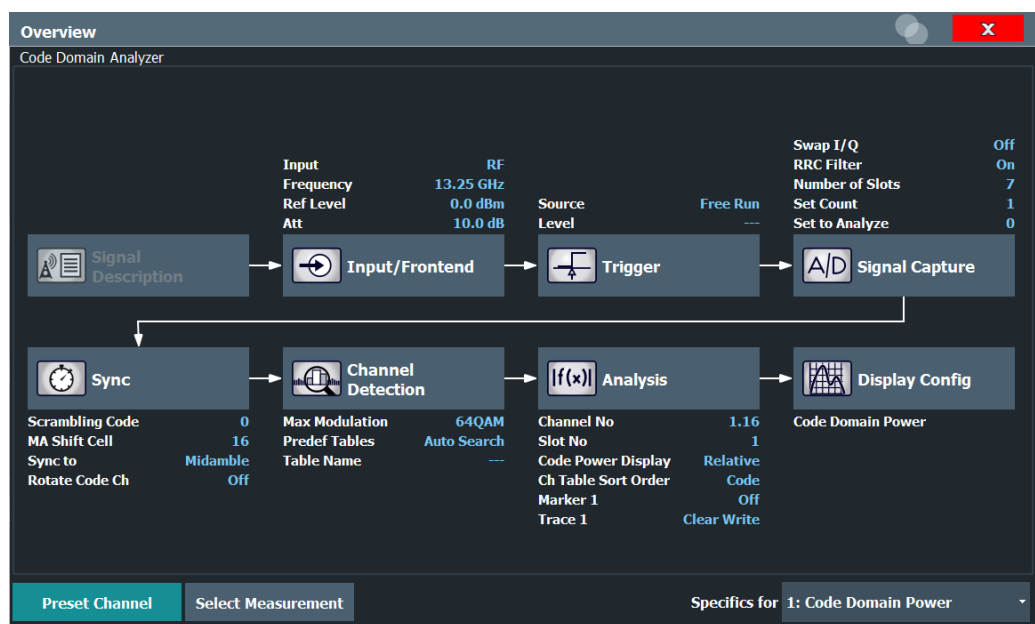 Overview
X
Code Domain Analyzer
Swap I/Q Off
Input RF RRC Filter On
Frequency 13.25 GHz Number of Slots 7
Ref Level 0.0 dBm Source Free Run Set Count 1
Att 10.0 dB Level --- Set to Analyze 0
Signal
Description
Input/Frontend
Trigger
A/D Signal Capture
Sync
Channel
Detection
|f(x)| Analysis
Display Config
Scrambling Code 0 Max Modulation 64QAM Channel No 1.16 Code Domain Power
MA Shift Cell 16 Predef Tables Auto Search Slot No 1
Sync to Midamble Table Name --- Code Power Display Relative
Rotate Code Ch Off Ch Table Sort Order Code
Marker 1 Off
Trace 1 Clear Write
Preset Channel Select Measurement Specifics for 1: Code Domain Power